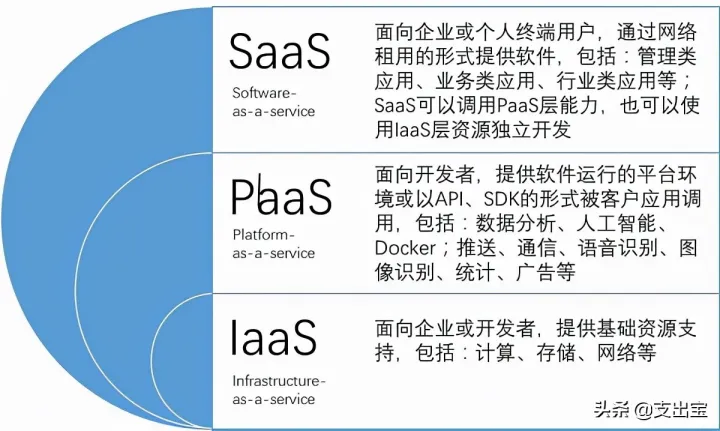 SaaS
Software-
as-a-service
面向企业或个人终端用户，通过网络
租用的形式提供软件，包括：管理类
应用、业务类应用、行业类应用等；
SaaS可以调用PaaS层能力，也可以使
用IaaS层资源独立开发
PaaS
Platform-
as-a-service
面向开发者，提供软件运行的平台环
境或以API、SDK的形式被客户应用调
用，包括：数据分析、人工智能、
Docker；推送、通信、语音识别、图
像识别、统计、广告等
IaaS
Infrastructure-
as-a-service
面向企业或开发者，提供基础资源支
持，包括：计算、存储、网络等
头条 @支出宝